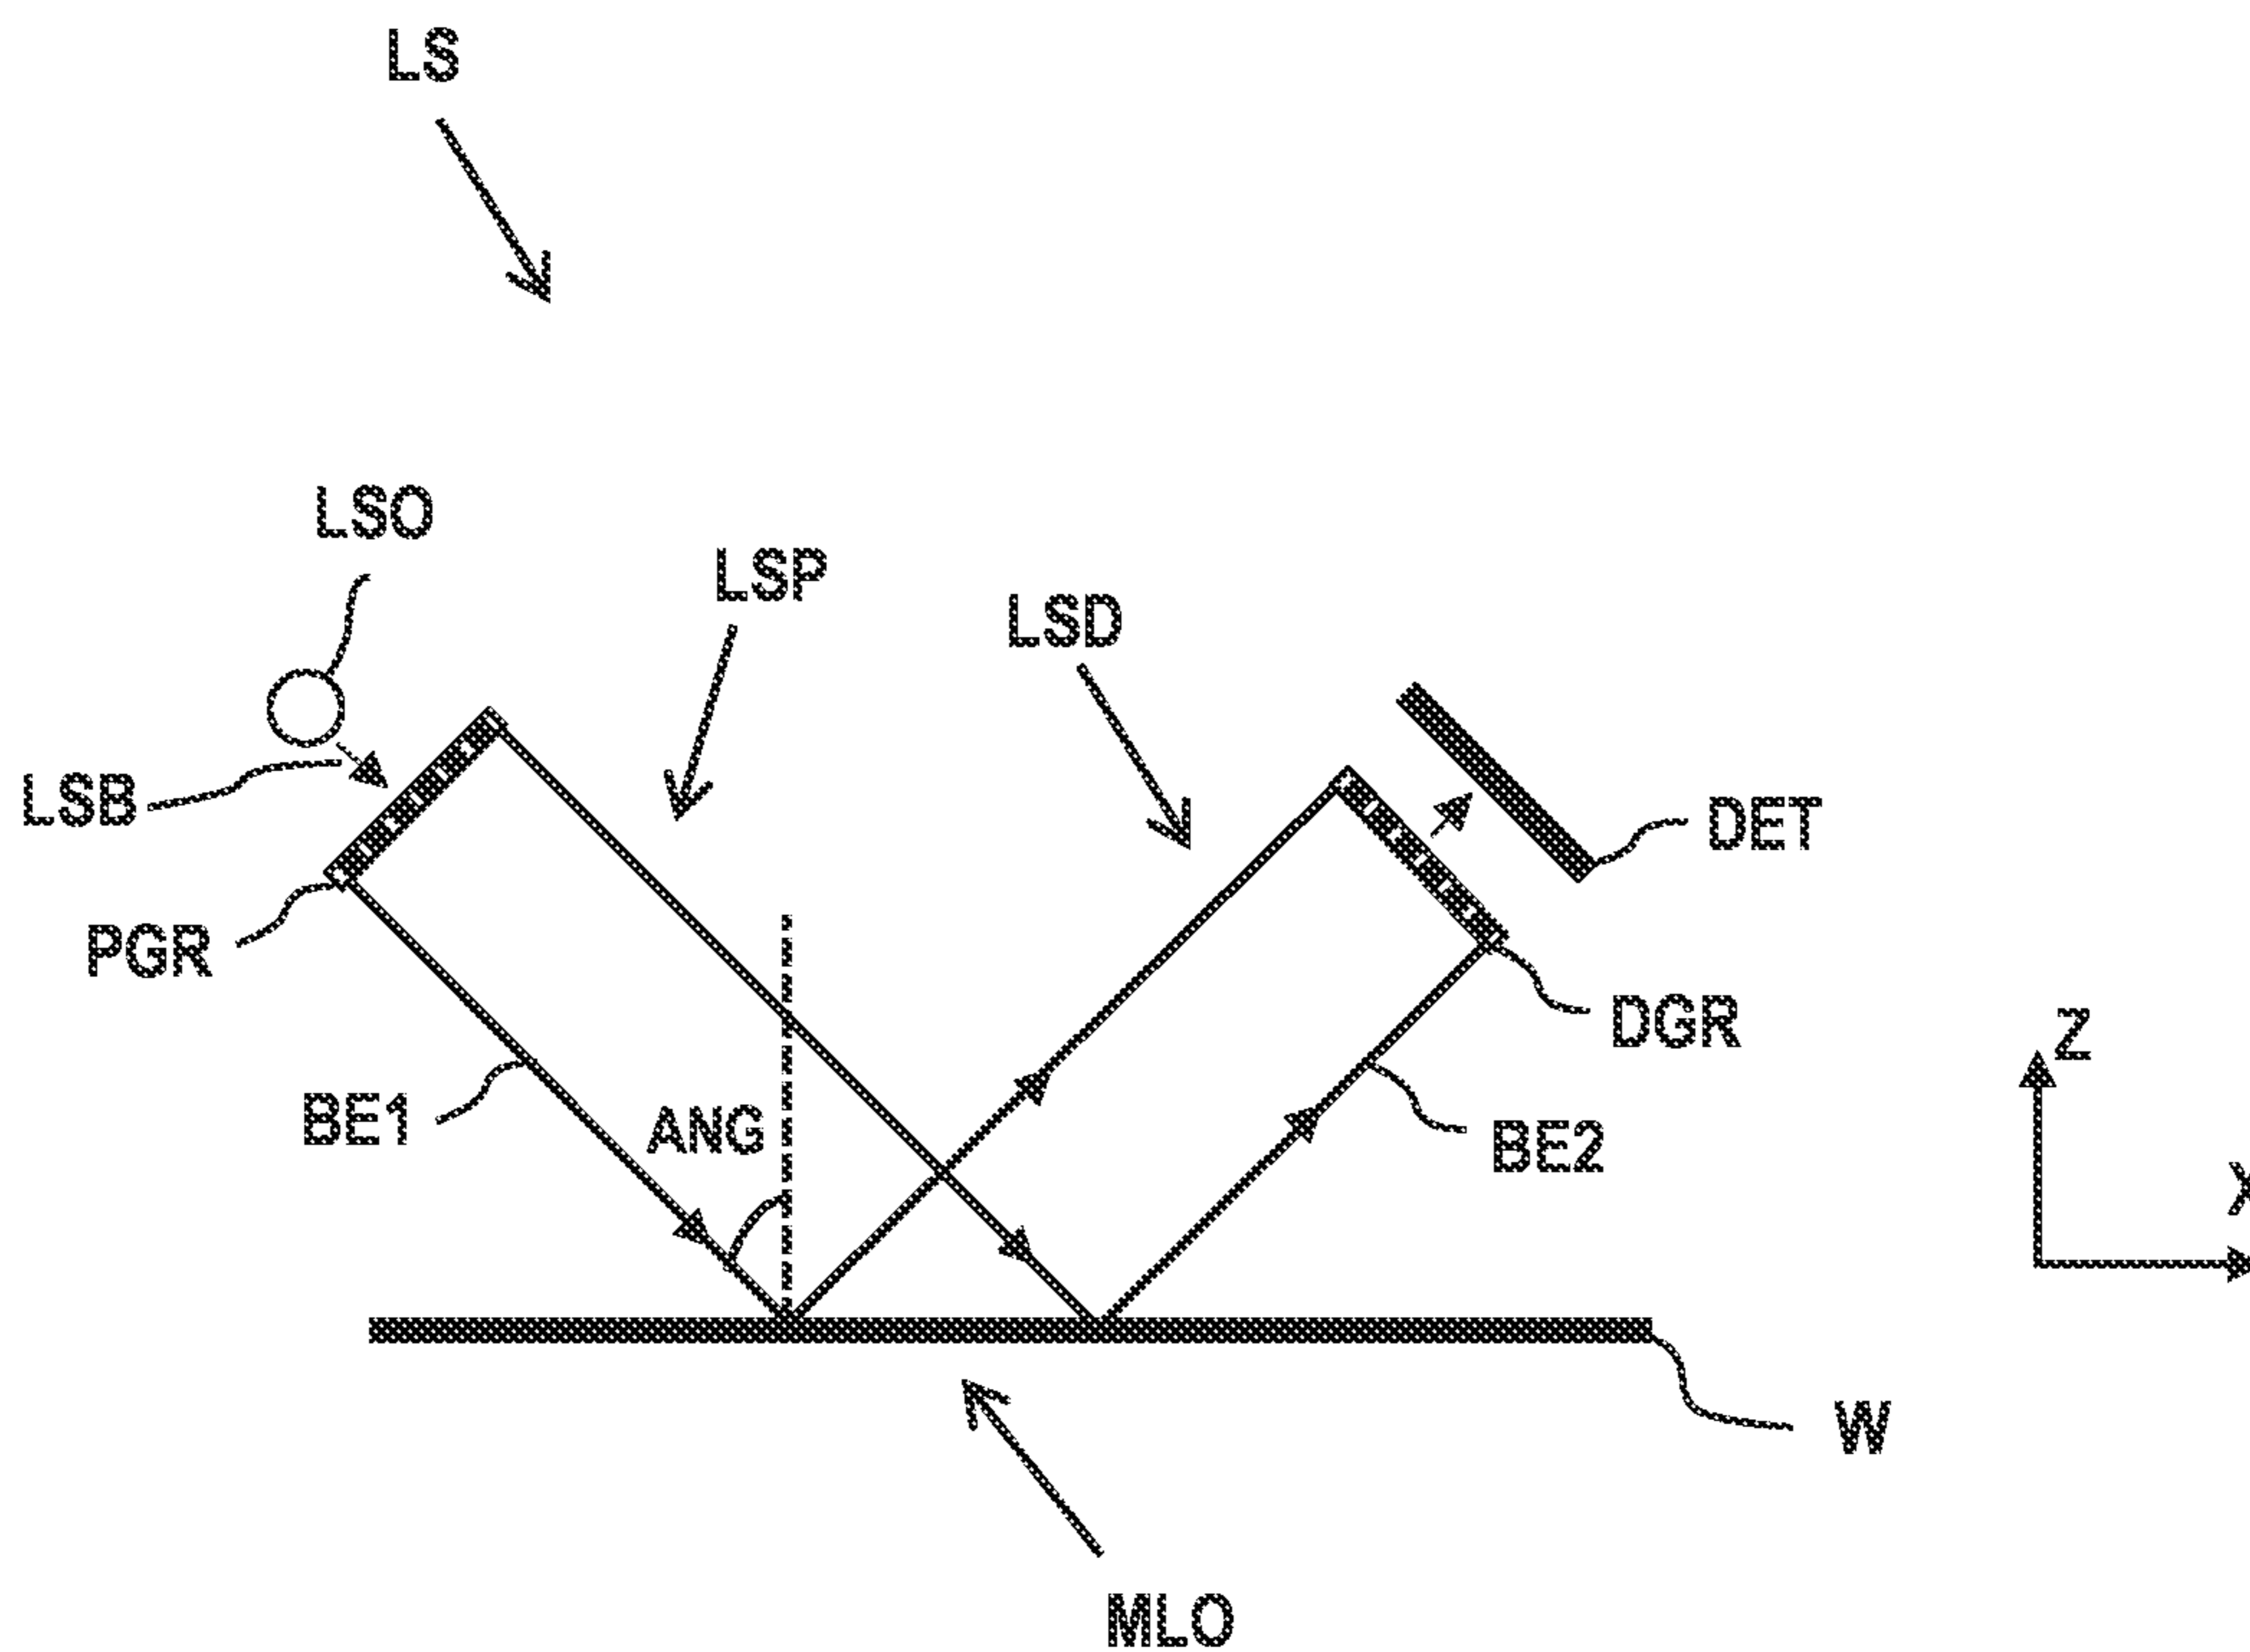 LS
LSO
LSP
LSD
LSB
DET
PGR
DGR
Z
BE1
ANG
BE2
X
W
MLO